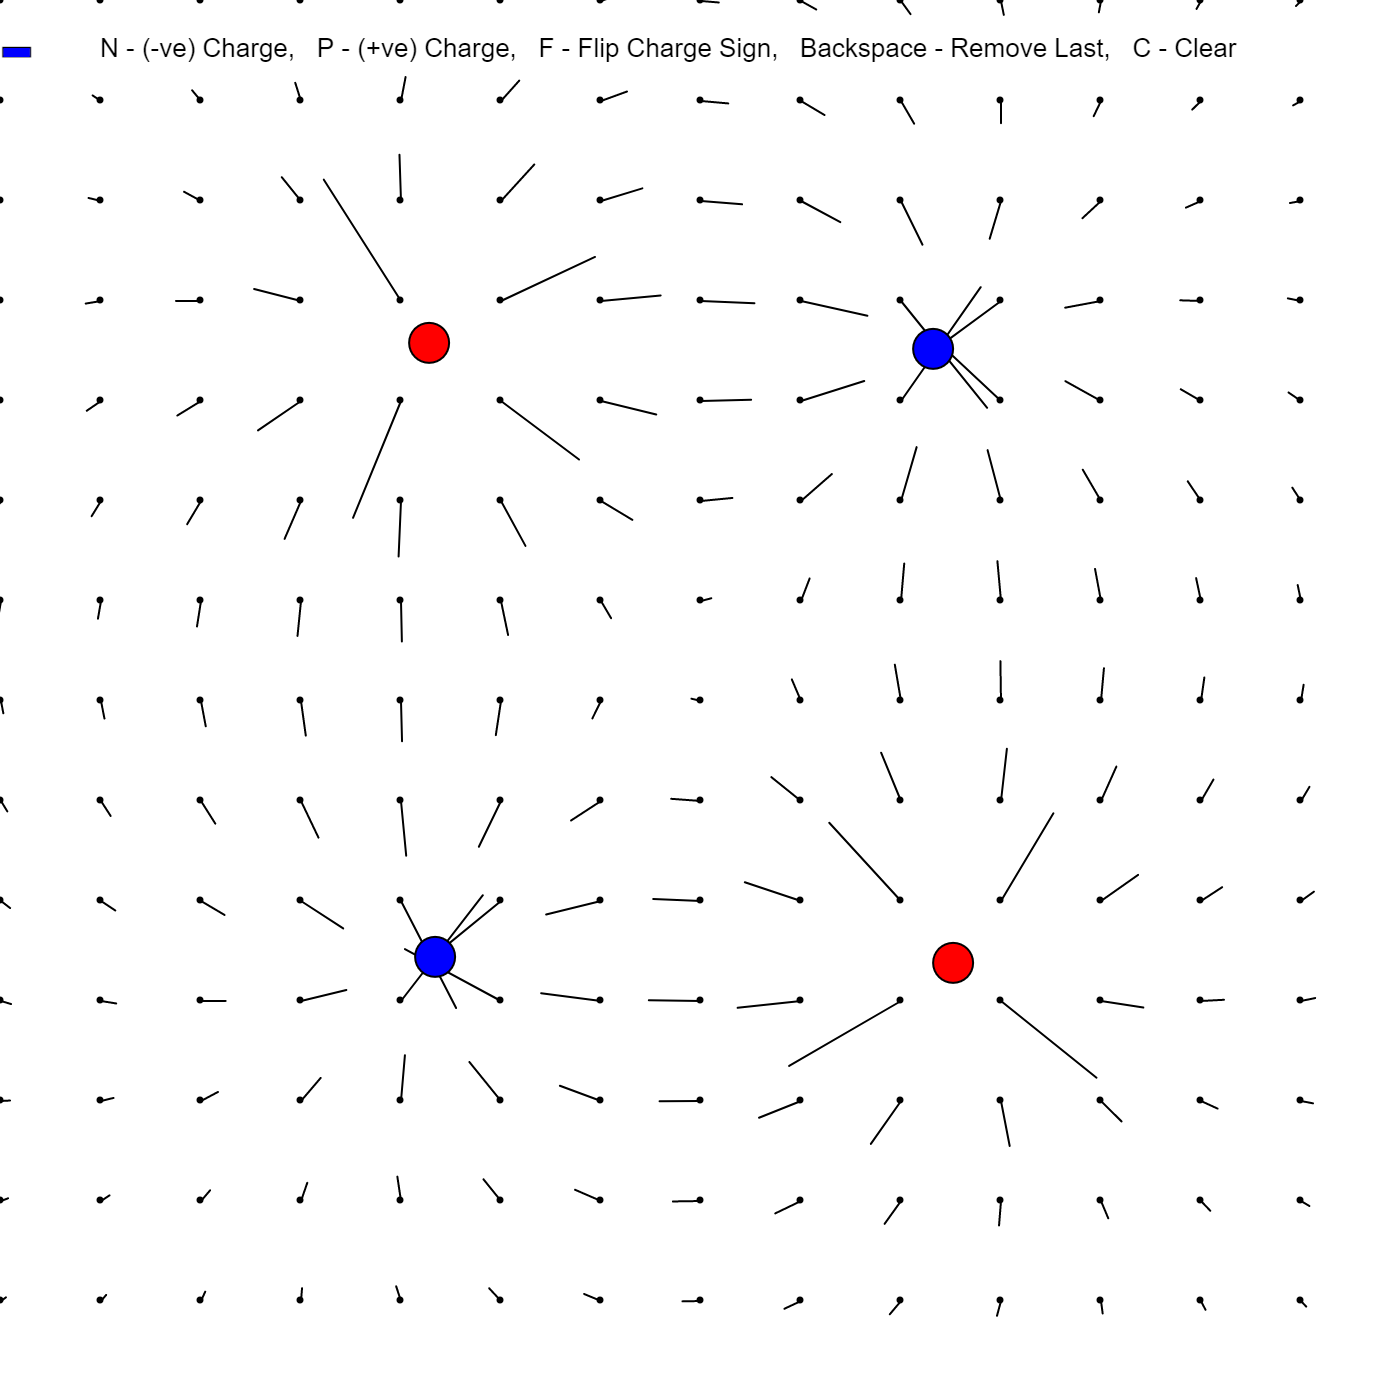 N - (-ve) Charge,   P - (+ve) Charge,   F - Flip Charge Sign,   Backspace - Remove Last,   C - Clear